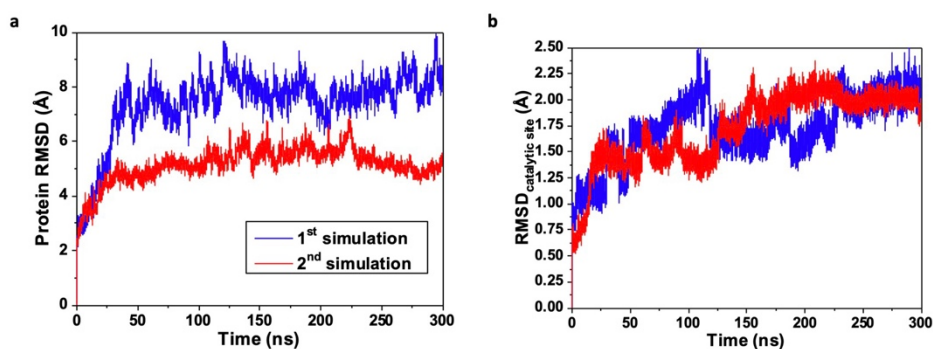 a
10
8
6
4
2
0
Protein RMSD (Å)
1st simulation
2nd simulation
0 50 100 150 200 250 300
Time (ns)
b
2.50
2.25
2.00
1.75
1.50
1.25
1.00
0.75
0.50
0.25
0.00
RMSDcatalytic site (Å)
0 50 100 150 200 250 300
Time (ns)